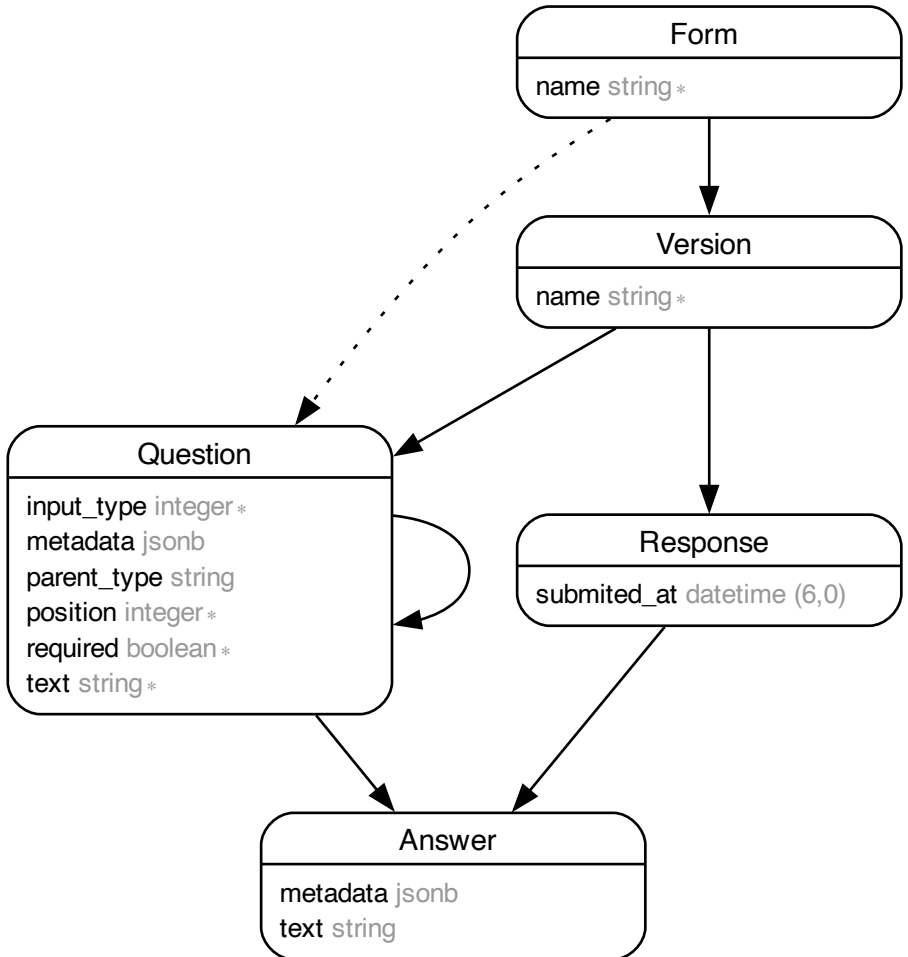 Form
name string *
Version
name string *
Question
input_type integer *
metadata jsonb
parent_type string
position integer *
required boolean *
text string *
Response
submited_at datetime (6,0)
Answer
metadata jsonb
text string